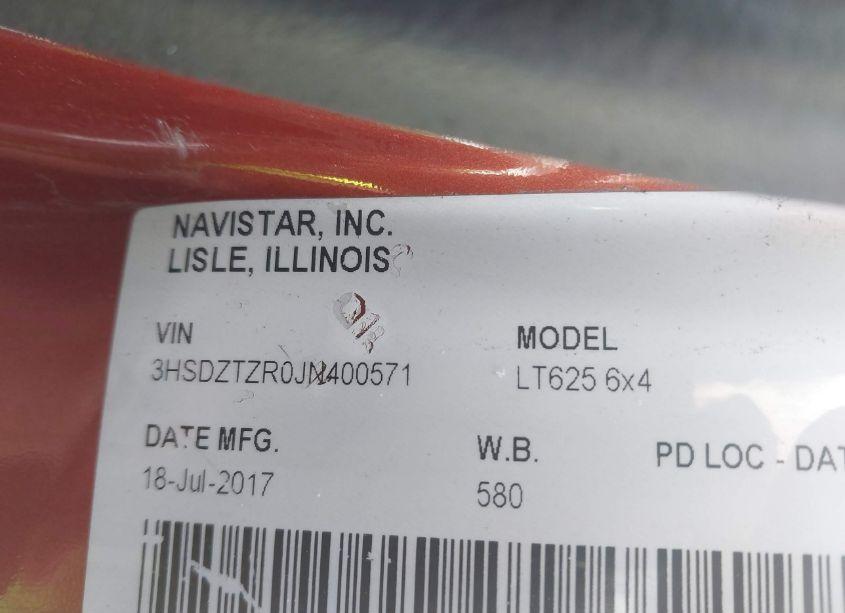 NAVISTAR, INC.
LISLE, ILLINOIS
VIN MODEL
3HSDZTZR0JN400571 LT625 6x4
DATE MFG. W.B. PD LOC - DAT
18-Jul-2017 580